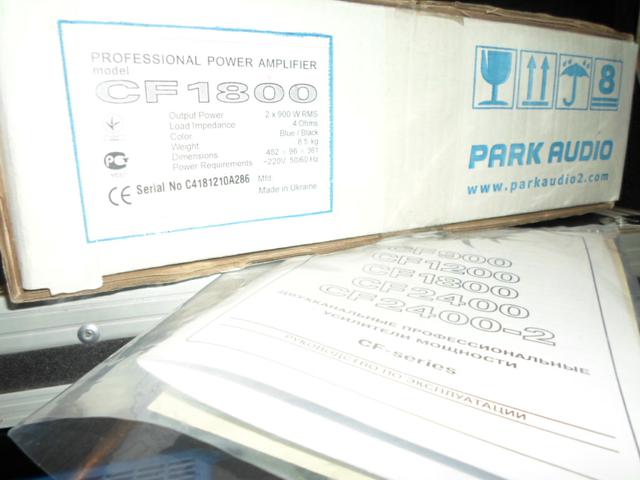 PROFESSIONAL POWER AMPLIFIER
model
CF1800
Output Power 2 x 900 W RMS
Load Impedance 4 Ohms
Color Blue / Black
Weight 8.5 kg
Dimensions 482 × 96 × 361
Power Requirements ~220V 50/60 Hz
Serial No C4181210A286 Mfd.
Made in Ukraine
PG
CE
8
PARK AUDIO
www.parkaudio2.com
CF900
CF1200
CF1800
CF2400
CF2400-2
ДВУХКАНАЛЬНЫЕ ПРОФЕССИОНАЛЬНЫЕ
УСИЛИТЕЛИ МОЩНОСТИ
CF-series
РУКОВОДСТВО ПО ЭКСПЛУАТАЦИИ